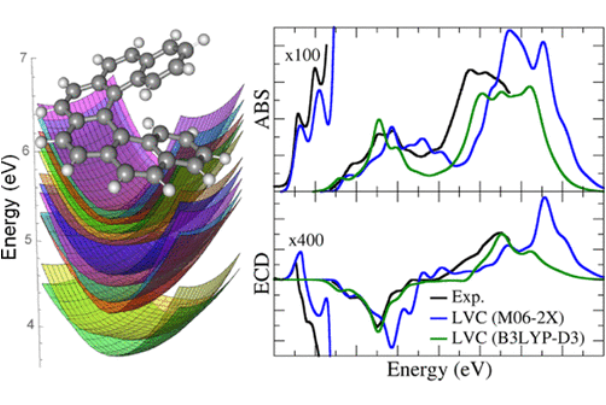 7
6
5
4
Energy (eV)
ABS
x100
ECD
x400
Exp.
LVC (M06-2X)
LVC (B3LYP-D3)
Energy (eV)